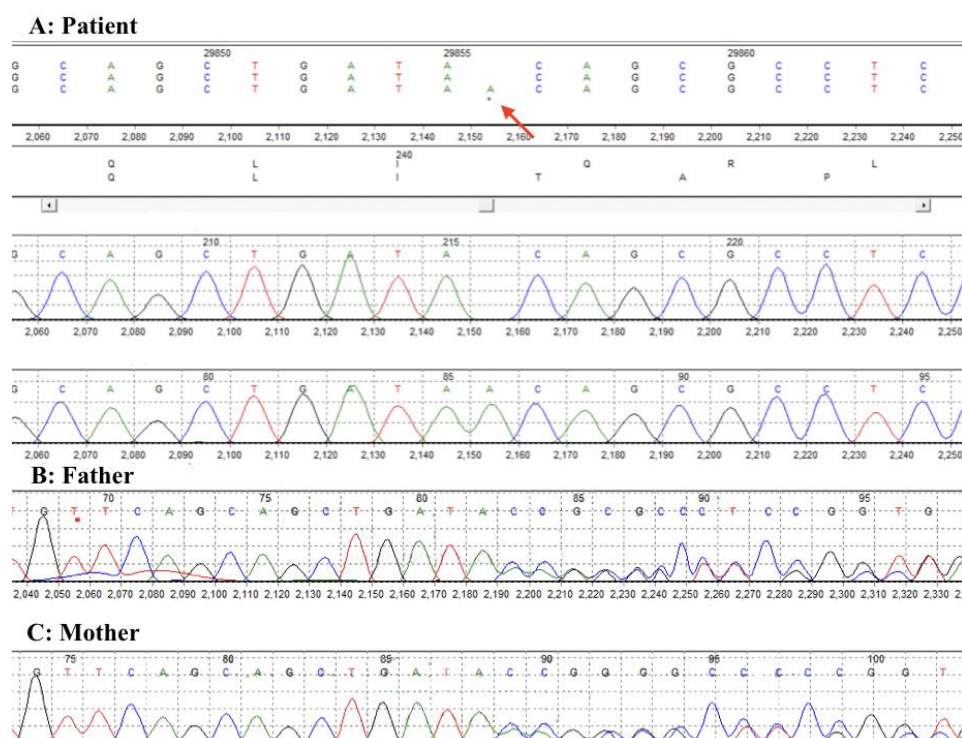 A: Patient
29850 29855 29860
G C A G C T G A T A C A G C G C C T C
G C A G C T G A T A C A G C G C C T C
G C A G C T G A T A A C A G C G C C T C
*
2,060 2,070 2,080 2,090 2,100 2,110 2,120 2,130 2,140 2,150 2,160 2,170 2,180 2,190 2,200 2,210 2,220 2,230 2,240 2,250
240
Q L I Q R L
Q L I T A P
210 215 220
G C A G C T G A T A C A G C G C C T C
2,060 2,070 2,080 2,090 2,100 2,110 2,120 2,130 2,140 2,150 2,160 2,170 2,180 2,190 2,200 2,210 2,220 2,230 2,240 2,250
80 85 90 95
G C A G C T G A T A A C A G C G C C T C
2,060 2,070 2,080 2,090 2,100 2,110 2,120 2,130 2,140 2,150 2,160 2,170 2,180 2,190 2,200 2,210 2,220 2,230 2,240 2,250
B: Father
70 75 80 85 90 95
G T T C A G C A G C T G A T A C C G C G C C C T C C G G T G
2,040 2,050 2,060 2,070 2,080 2,090 2,100 2,110 2,120 2,130 2,140 2,150 2,160 2,170 2,180 2,190 2,200 2,210 2,220 2,230 2,240 2,250 2,260 2,270 2,280 2,290 2,300 2,310 2,320 2,330
C: Mother
75 80 85 90 95 100
G T T C A G C A G C T G A T A C C G G G G C C C C C G G T